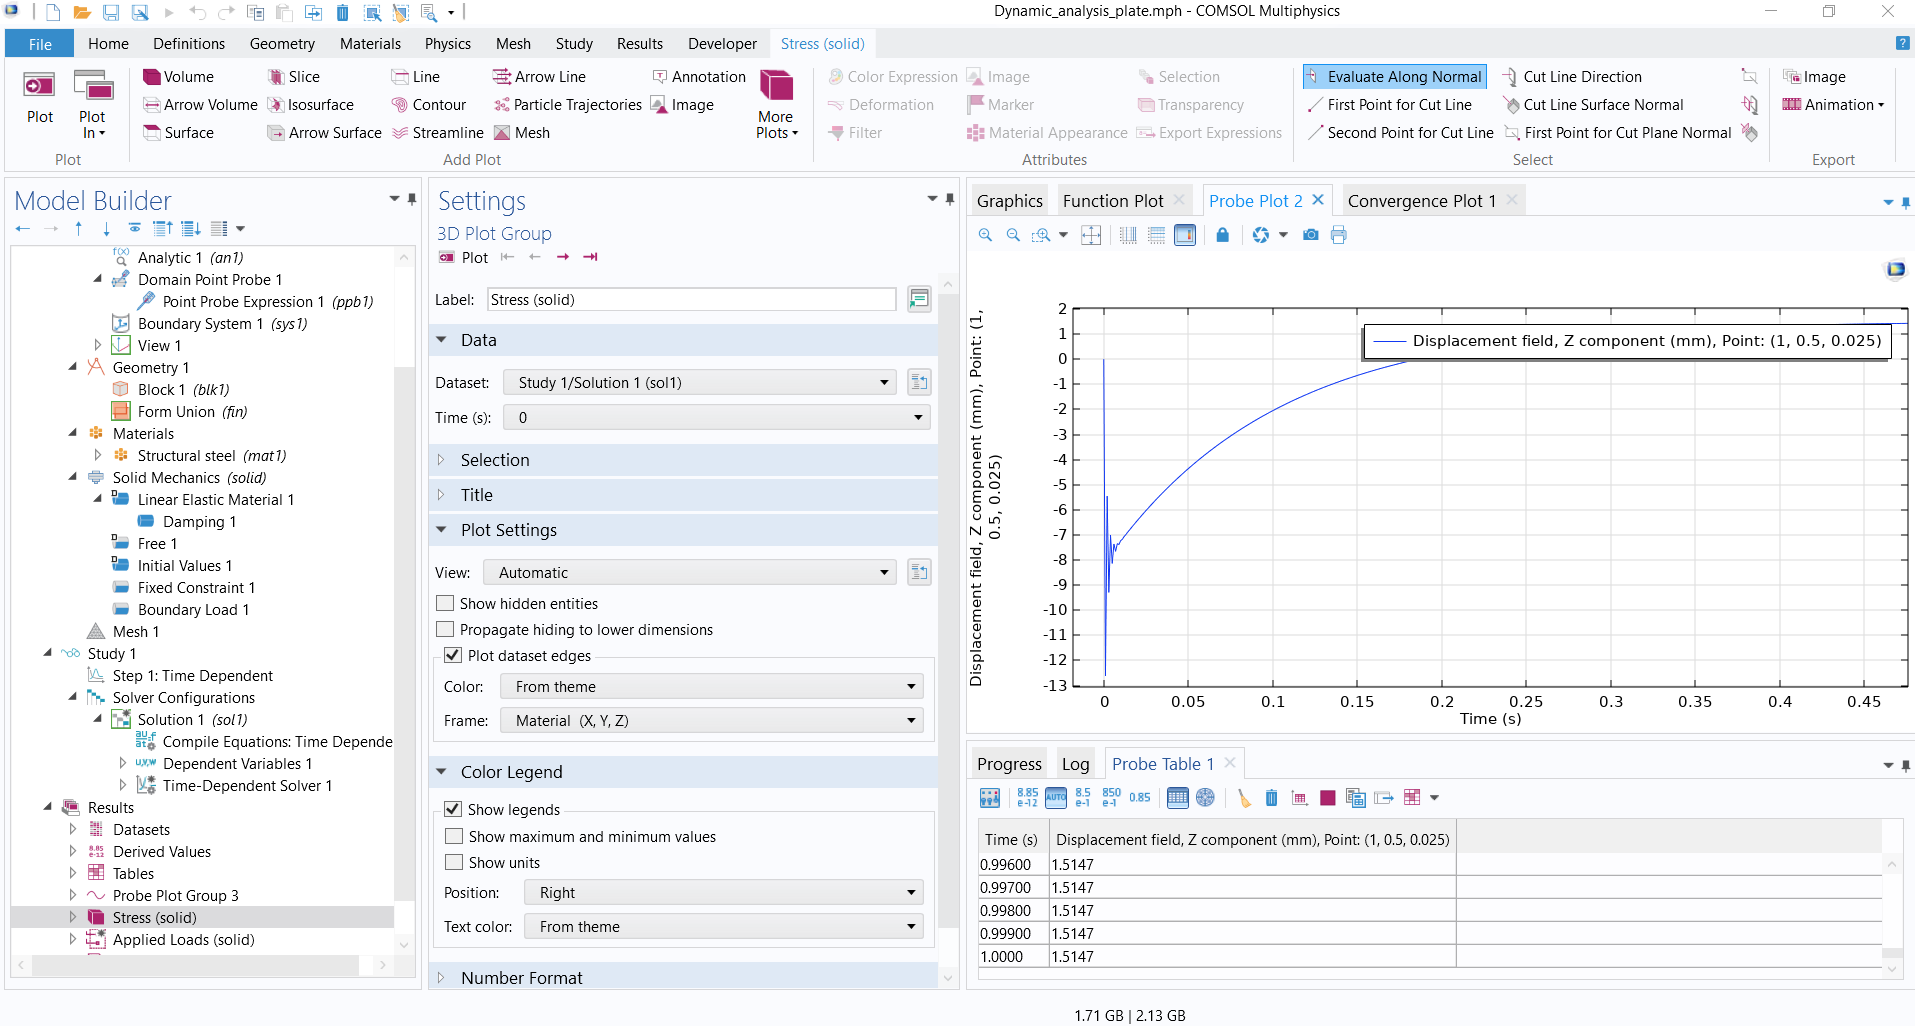 Dynamic_analysis_plate.mph - COMSOL Multiphysics
File Home Definitions Geometry Materials Physics Mesh Study Results Developer Stress (solid)
Plot
Plot In
Plot
Volume Slice Line Arrow Line Annotation
Arrow Volume Isosurface Contour Particle Trajectories Image
Surface Arrow Surface Streamline Mesh
More Plots
Add Plot
Color Expression Image Selection
Deformation Marker Transparency
Filter Material Appearance Export Expressions
Attributes
Evaluate Along Normal Cut Line Direction
First Point for Cut Line Cut Line Surface Normal
Second Point for Cut Line First Point for Cut Plane Normal
Select
Image
Animation
Export
Model Builder
Analytic 1 (an1)
Domain Point Probe 1
Point Probe Expression 1 (ppb1)
Boundary System 1 (sys1)
View 1
Geometry 1
Block 1 (blk1)
Form Union (fin)
Materials
Structural steel (mat1)
Solid Mechanics (solid)
Linear Elastic Material 1
Damping 1
Free 1
Initial Values 1
Fixed Constraint 1
Boundary Load 1
Mesh 1
Study 1
Step 1: Time Dependent
Solver Configurations
Solution 1 (sol1)
Compile Equations: Time Depende
Dependent Variables 1
Time-Dependent Solver 1
Results
Datasets
Derived Values
Tables
Probe Plot Group 3
Stress (solid)
Applied Loads (solid)
Settings
3D Plot Group
Plot
Label: Stress (solid)
Data
Dataset: Study 1/Solution 1 (sol1)
Time (s): 0
Selection
Title
Plot Settings
View: Automatic
Show hidden entities
Propagate hiding to lower dimensions
Plot dataset edges
Color: From theme
Frame: Material (X, Y, Z)
Color Legend
Show legends
Show maximum and minimum values
Show units
Position: Right
Text color: From theme
Number Format
Graphics Function Plot Probe Plot 2 Convergence Plot 1
Displacement field, Z component (mm), Point: (1,
0.5, 0.025)
2
1
0
-1
-2
-3
-4
-5
-6
-7
-8
-9
-10
-11
-12
-13
Displacement field, Z component (mm), Point: (1, 0.5, 0.025)
0 0.05 0.1 0.15 0.2 0.25 0.3 0.35 0.4 0.45
Time (s)
Progress Log Probe Table 1
8.85 e-12 AUTO 8.5 e-1 850 e-1 0.85
Time (s) Displacement field, Z component (mm), Point: (1, 0.5, 0.025)
0.99600 1.5147
0.99700 1.5147
0.99800 1.5147
0.99900 1.5147
1.0000 1.5147
1.71 GB | 2.13 GB